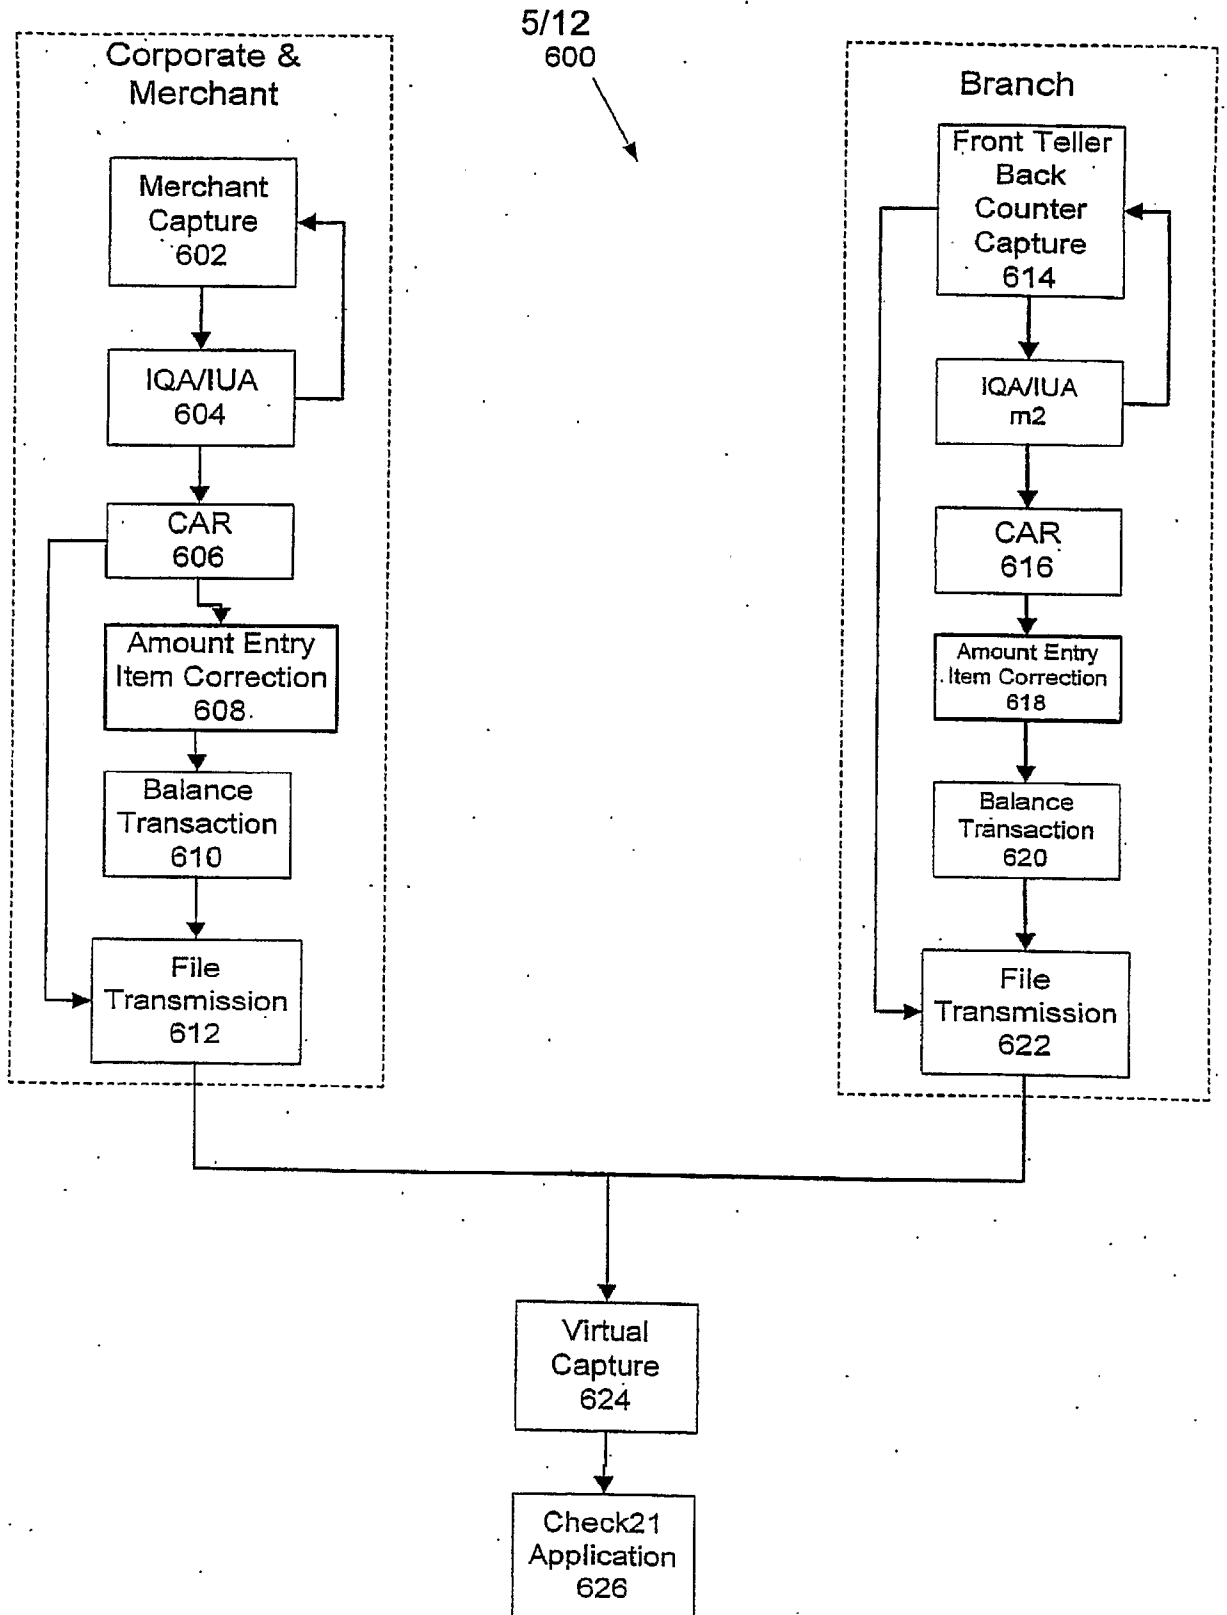 5/12
600
Corporate &
Merchant
Merchant
Capture
602
IQA/IUA
604
CAR
606
Amount Entry
Item Correction
608
Balance
Transaction
610
File
Transmission
612
Branch
Front Teller
Back
Counter
Capture
614
IQA/IUA
m2
CAR
616
Amount Entry
Item Correction
618
Balance
Transaction
620
File
Transmission
622
Virtual
Capture
624
Check21
Application
626